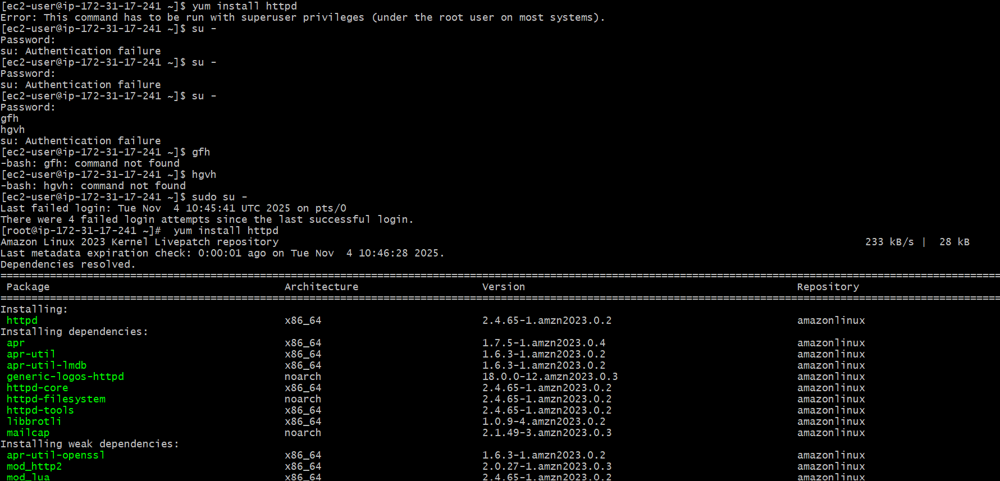 [ec2-user@ip-172-31-17-241 ~]$ yum install httpd
Error: This command has to be run with superuser privileges (under the root user on most systems).
[ec2-user@ip-172-31-17-241 ~]$ su -
Password:
su: Authentication failure
[ec2-user@ip-172-31-17-241 ~]$ su -
Password:
su: Authentication failure
[ec2-user@ip-172-31-17-241 ~]$ su -
Password:
gfh
hgvh
su: Authentication failure
[ec2-user@ip-172-31-17-241 ~]$ gfh
-bash: gfh: command not found
[ec2-user@ip-172-31-17-241 ~]$ hgvh
-bash: hgvh: command not found
[ec2-user@ip-172-31-17-241 ~]$ sudo su -
Last failed login: Tue Nov  4 10:45:41 UTC 2025 on pts/0
There were 4 failed login attempts since the last successful login.
[root@ip-172-31-17-241 ~]#  yum install httpd
Amazon Linux 2023 Kernel Livepatch repository 233 kB/s |  28 kB
Last metadata expiration check: 0:00:01 ago on Tue Nov  4 10:46:28 2025.
Dependencies resolved.
================================================================================
Package Architecture Version Repository
================================================================================
Installing:
httpd x86_64 2.4.65-1.amzn2023.0.2 amazonlinux
Installing dependencies:
apr x86_64 1.7.5-1.amzn2023.0.4 amazonlinux
apr-util x86_64 1.6.3-1.amzn2023.0.2 amazonlinux
apr-util-lmdb x86_64 1.6.3-1.amzn2023.0.2 amazonlinux
generic-logos-httpd noarch 18.0.0-12.amzn2023.0.3 amazonlinux
httpd-core x86_64 2.4.65-1.amzn2023.0.2 amazonlinux
httpd-filesystem noarch 2.4.65-1.amzn2023.0.2 amazonlinux
httpd-tools x86_64 2.4.65-1.amzn2023.0.2 amazonlinux
libbrotli x86_64 1.0.9-4.amzn2023.0.2 amazonlinux
mailcap noarch 2.1.49-3.amzn2023.0.3 amazonlinux
Installing weak dependencies:
apr-util-openssl x86_64 1.6.3-1.amzn2023.0.2 amazonlinux
mod_http2 x86_64 2.0.27-1.amzn2023.0.3 amazonlinux
mod_lua x86_64 2.4.65-1.amzn2023.0.2 amazonlinux